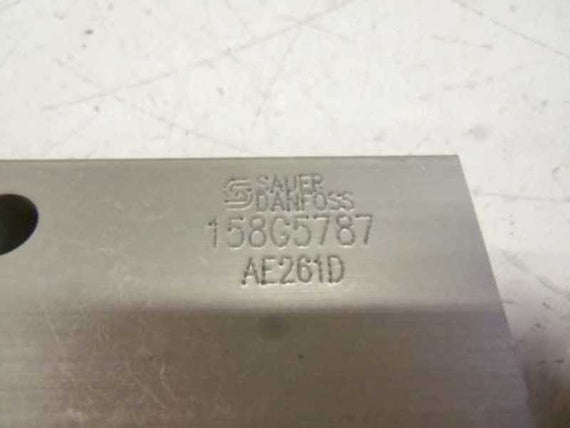 SAUER
DANFOSS
158G5787
AE261D